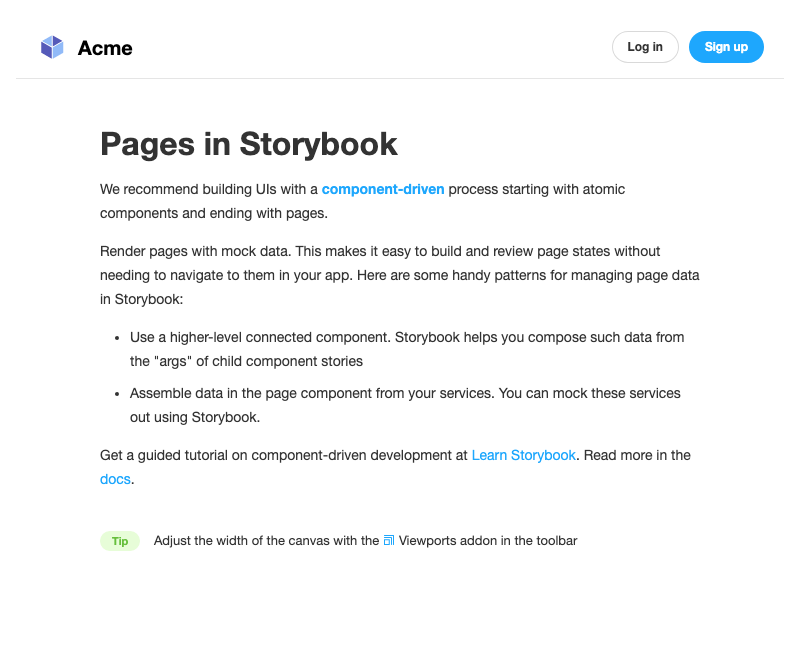 Acme
Log in
Sign up
Pages in Storybook
We recommend building UIs with a component-driven process starting with atomic
components and ending with pages.
Render pages with mock data. This makes it easy to build and review page states without
needing to navigate to them in your app. Here are some handy patterns for managing page data
in Storybook:
• Use a higher-level connected component. Storybook helps you compose such data from
the "args" of child component stories
• Assemble data in the page component from your services. You can mock these services
out using Storybook.
Get a guided tutorial on component-driven development at Learn Storybook. Read more in the
docs.
Tip
Adjust the width of the canvas with the Viewports addon in the toolbar